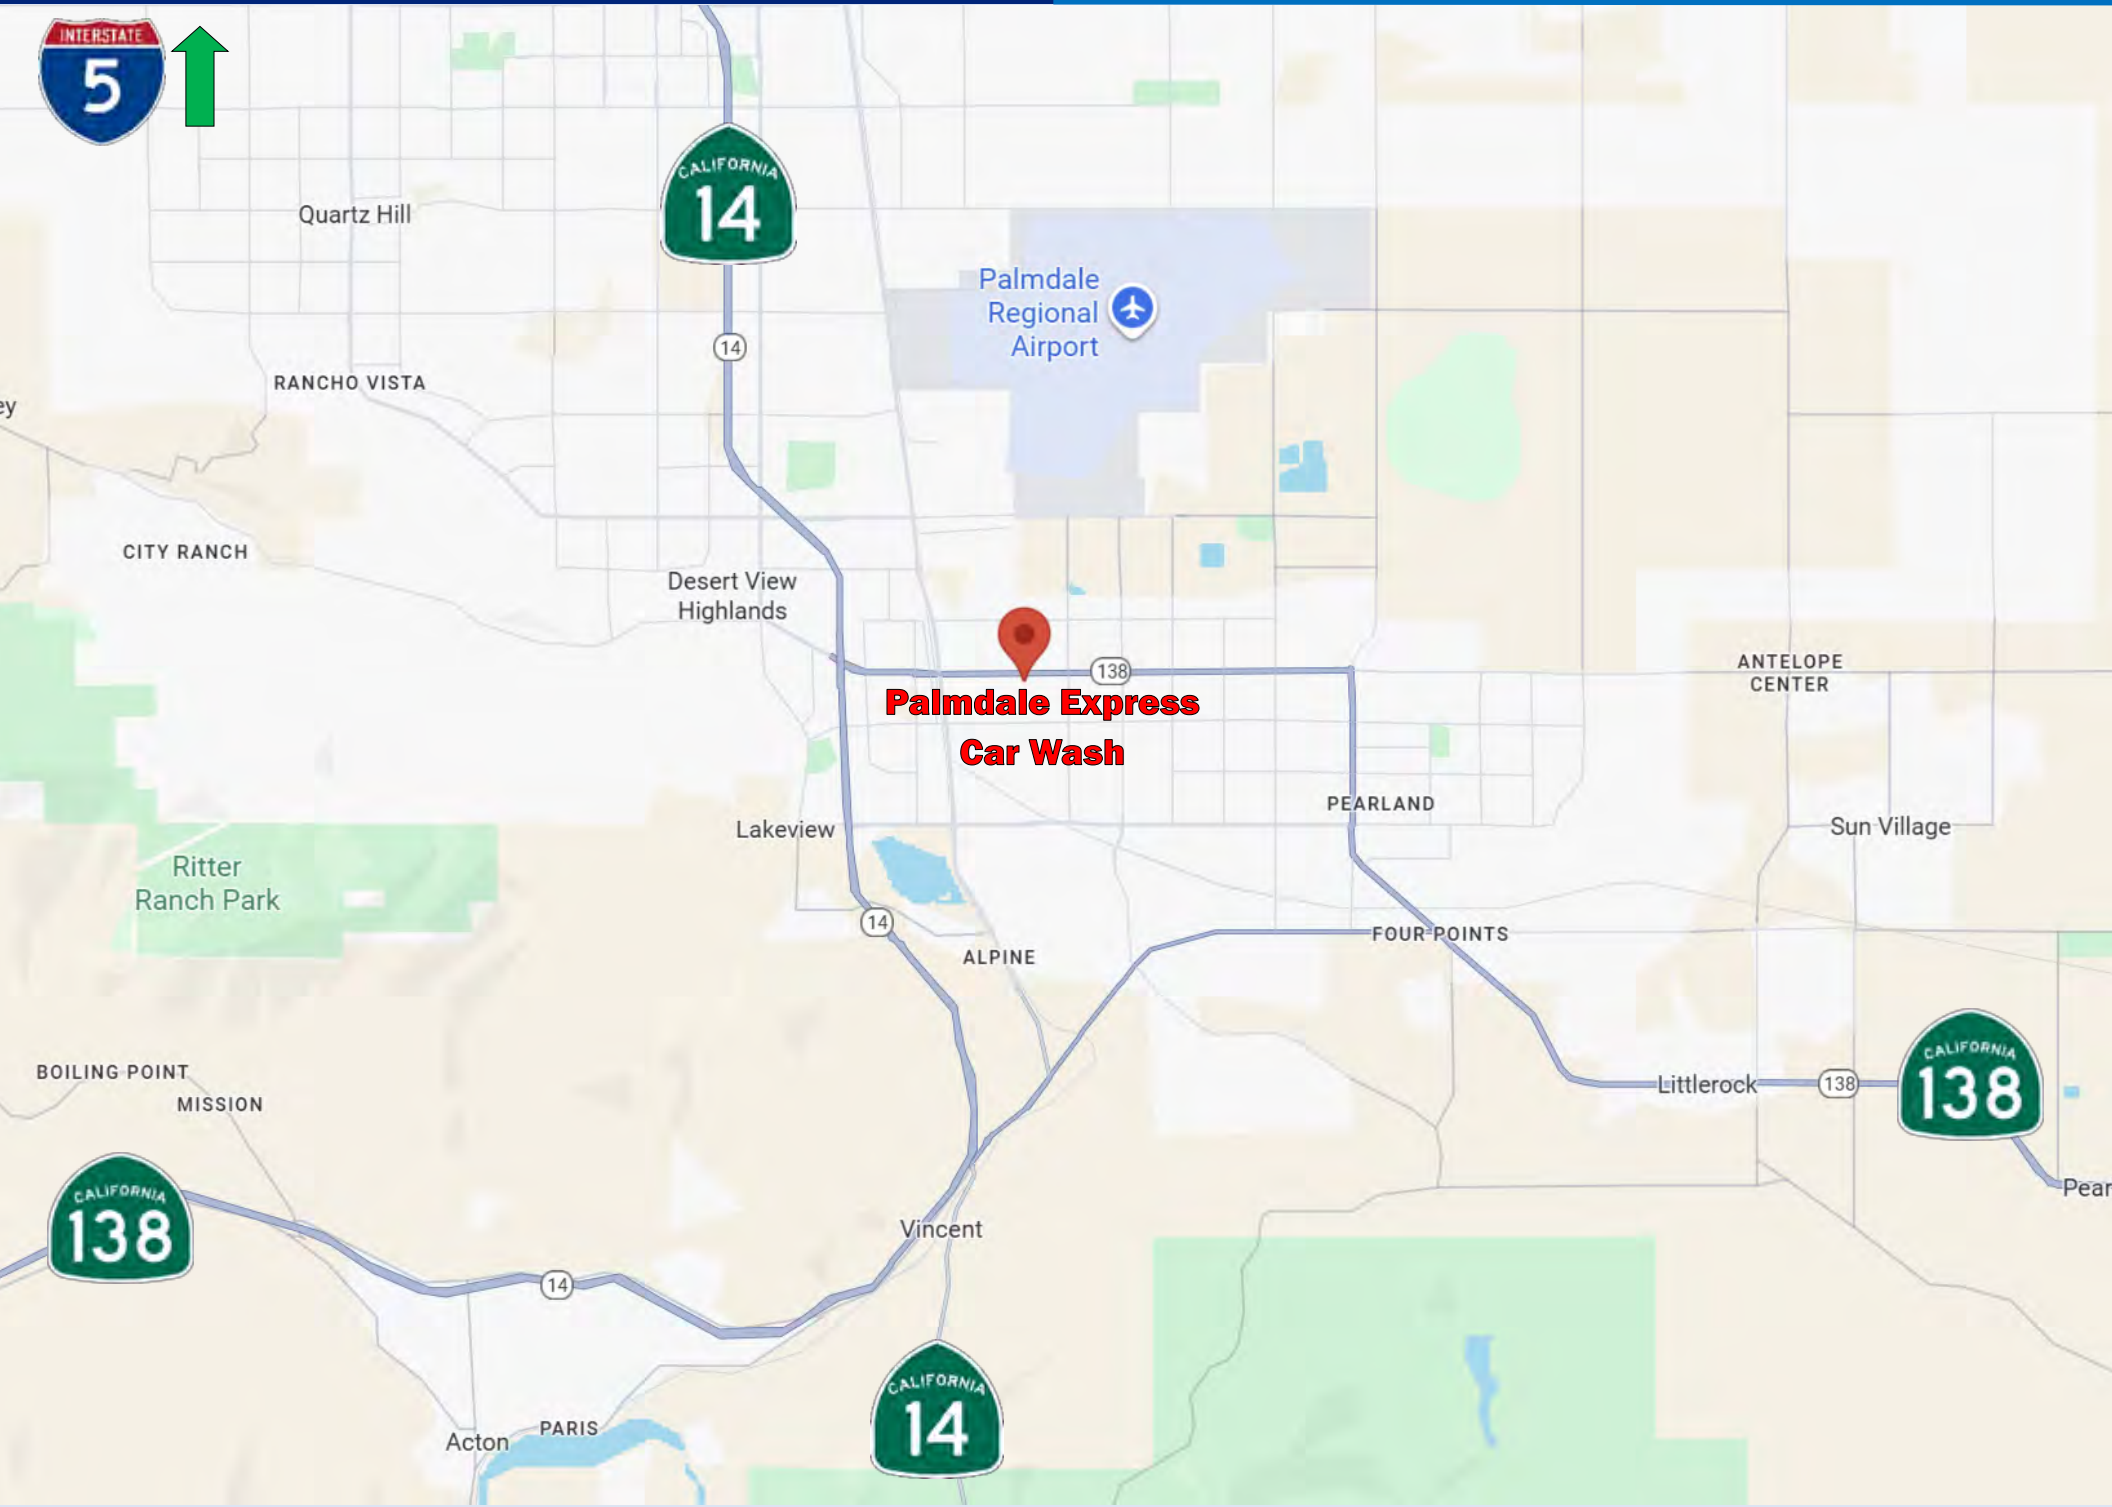 INTERSTATE
5
CALIFORNIA
14
Quartz Hill
Palmdale
Regional
Airport
14
RANCHO VISTA
ey
CITY RANCH
Desert View
Highlands
138
ANTELOPE
CENTER
Palmdale Express
Car Wash
PEARLAND
Lakeview
Sun Village
Ritter
Ranch Park
14
FOUR POINTS
ALPINE
BOILING POINT
MISSION
Littlerock
138
CALIFORNIA
138
Pear
CALIFORNIA
138
Vincent
14
CALIFORNIA
14
PARIS
Acton